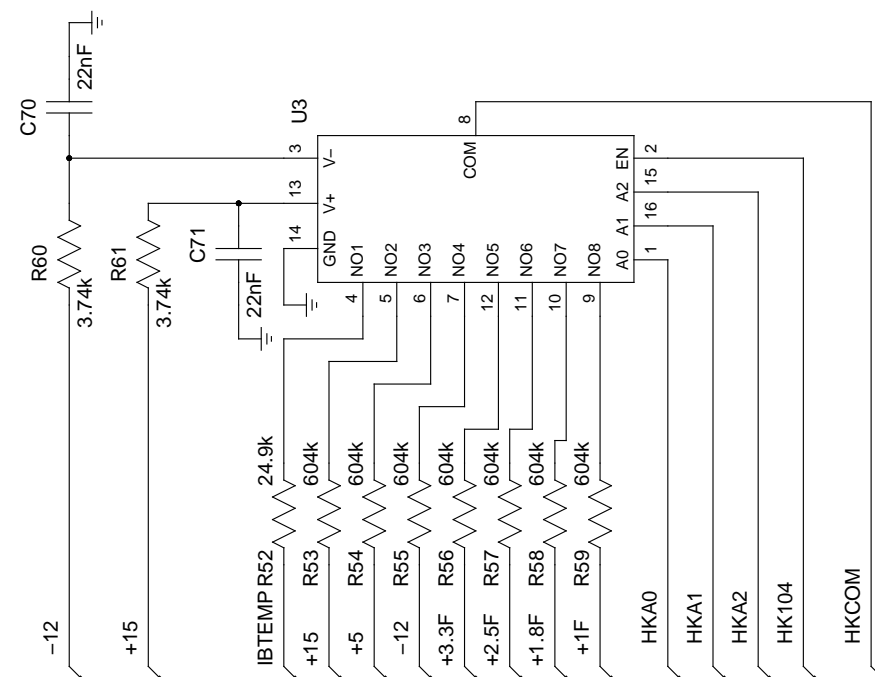 C70
22nF
R60
3.74k
R61
3.74k
C71
22nF
U3
3
V−
13
V+
14
GND
8
COM
EN
2
A2
15
A1
16
A0
1
NO1
4
NO2
5
NO3
6
NO4
7
NO5
12
NO6
11
NO7
10
NO8
9
24.9k
604k
604k
604k
604k
604k
604k
604k
R52
R53
R54
R55
R56
R57
R58
R59
−12
+15
IBTEMP
+15
+5
−12
+3.3F
+2.5F
+1.8F
+1F
HKA0
HKA1
HKA2
HK104
HKCOM